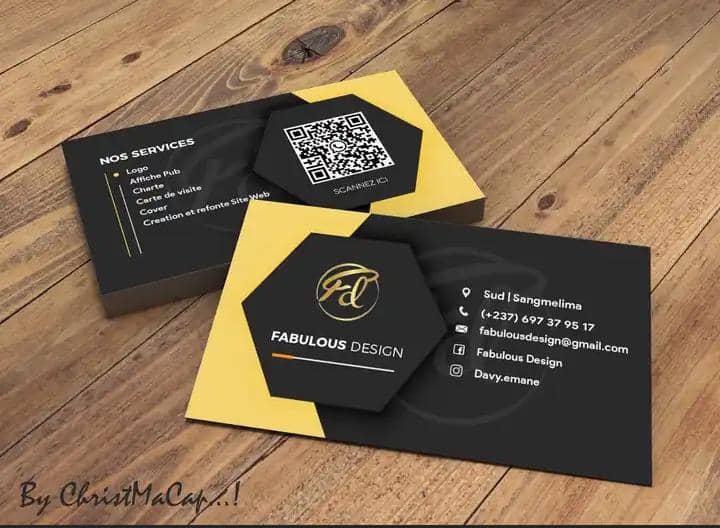 NOS SERVICES
Logo
Affiche Pub
Charte
Carte de visite
Cover
Creation et refonte Site Web
SCANNEZ ICI
Fd
FABULOUS DESIGN
Sud | Sangmelima
(+237) 697 37 95 17
fabulousdesign@gmail.com
Fabulous Design
Davy.emane
By ChristMaCap...!